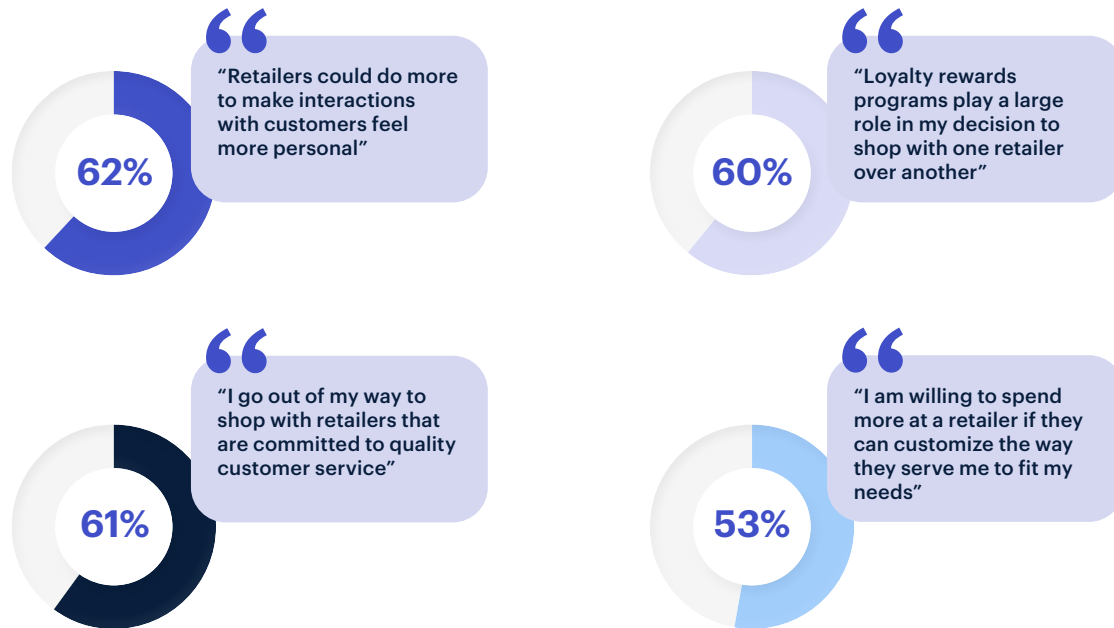 “Retailers could do more
to make interactions
with customers feel
more personal”
62%
“Loyalty rewards
programs play a large
role in my decision to
shop with one retailer
over another”
60%
“I go out of my way to
shop with retailers that
are committed to quality
customer service”
61%
“I am willing to spend
more at a retailer if they
can customize the way
they serve me to fit my
needs”
53%